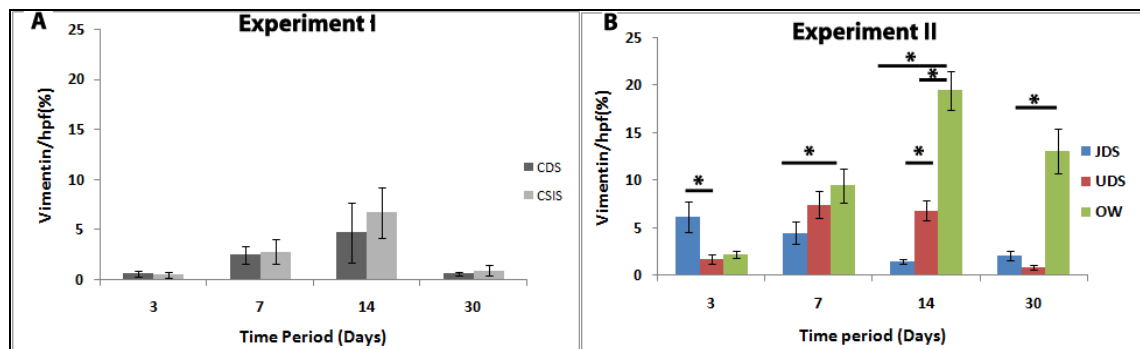 A
Experiment I
25
20
15
10
5
0
Vimentin/hpf(%)
3 7 14 30
Time Period (Days)
CDS
CSIS
B
Experiment II
25
20
15
10
5
0
Vimentin/hpf(%)
* * * * * *
3 7 14 30
Time period (Days)
JDS
UDS
OW